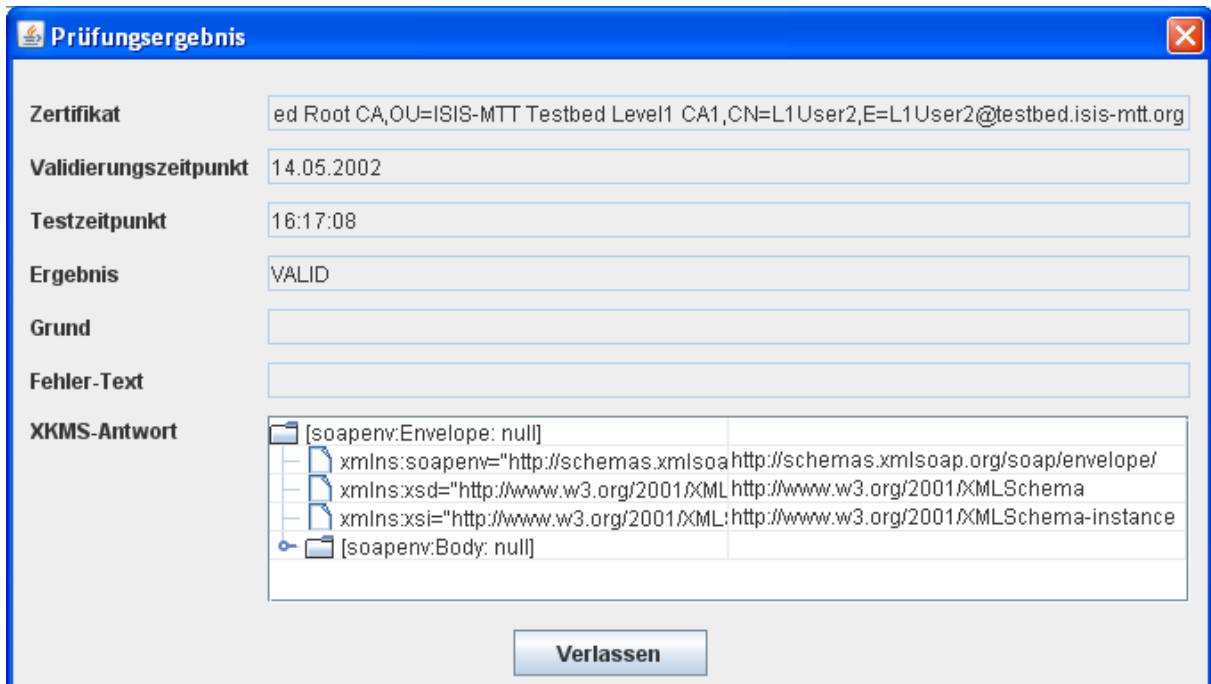 Prüfungsergebnis
Zertifikat ed Root CA,OU=ISIS-MTT Testbed Level1 CA1,CN=L1User2,E=L1User2@testbed.isis-mtt.org
Validierungszeitpunkt 14.05.2002
Testzeitpunkt 16:17:08
Ergebnis VALID
Grund
Fehler-Text
XKMS-Antwort [soapenv:Envelope: null]
xmlns:soapenv="http://schemas.xmlsoa http://schemas.xmlsoap.org/soap/envelope/
xmlns:xsd="http://www.w3.org/2001/XML http://www.w3.org/2001/XMLSchema
xmlns:xsi="http://www.w3.org/2001/XML http://www.w3.org/2001/XMLSchema-instance
[soapenv:Body: null]
Verlassen